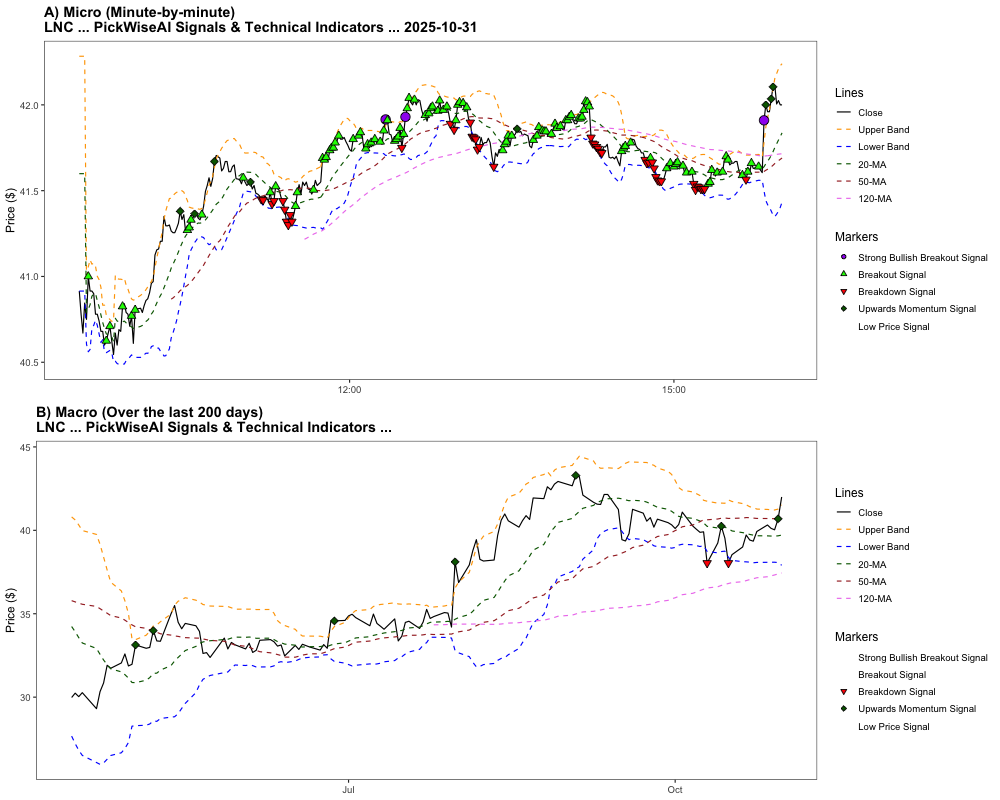 A) Micro (Minute-by-minute)
LNC ... PickWiseAI Signals & Technical Indicators ... 2025-10-31
Price ($)
42.0
41.5
41.0
40.5
12:00
15:00
Lines
Close
Upper Band
Lower Band
20-MA
50-MA
120-MA
Markers
Strong Bullish Breakout Signal
Breakout Signal
Breakdown Signal
Upwards Momentum Signal
Low Price Signal
B) Macro (Over the last 200 days)
LNC ... PickWiseAI Signals & Technical Indicators ...
Price ($)
45
40
35
30
Jul
Oct
Lines
Close
Upper Band
Lower Band
20-MA
50-MA
120-MA
Markers
Strong Bullish Breakout Signal
Breakout Signal
Breakdown Signal
Upwards Momentum Signal
Low Price Signal